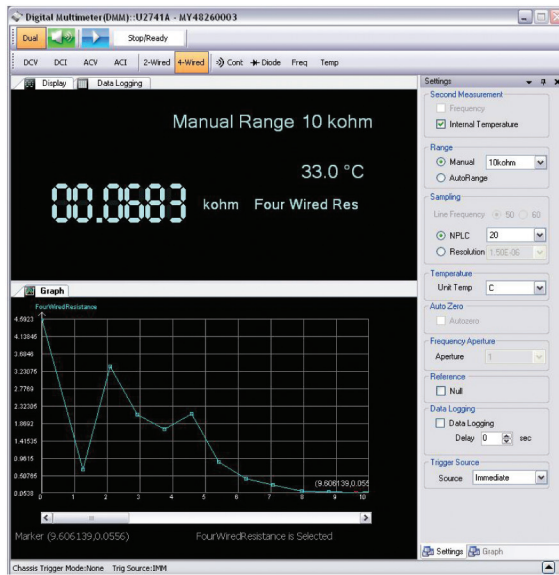 Digital Multimeter(DMM)::U2741A - MY48260003
Dual Stop/Ready
DCV DCI ACV ACI 2-Wired 4-Wired Cont Diode Freq Temp
Display Data Logging
Manual Range 10 kohm
33.0 °C
00.0683 kohm Four Wired Res
Graph
FourWiredResistance
4.5923
4.13846
3.6846
3.23076
2.7769
2.32305
1.8692
1.41535
0.9615
0.50765
0.0538
0 1 2 3 4 5 6 7 8 9 10
(9.606139,0.055
Marker (9.606139,0.0556) FourWiredResistance is Selected
Settings
Second Measurement
Frequency
Internal Temperature
Range
Manual 10kohm
AutoRange
Sampling
Line Frequency 50 60
NPLC 20
Resolution 1.50E-06
Temperature
Unit Temp C
Auto Zero
Autozero
Frequency Aperture
Aperture 1
Reference
Null
Data Logging
Data Logging
Delay 0 sec
Trigger Source
Source Immediate
Settings Graph
Chassis Trigger Mode:None Trig Source:IMM